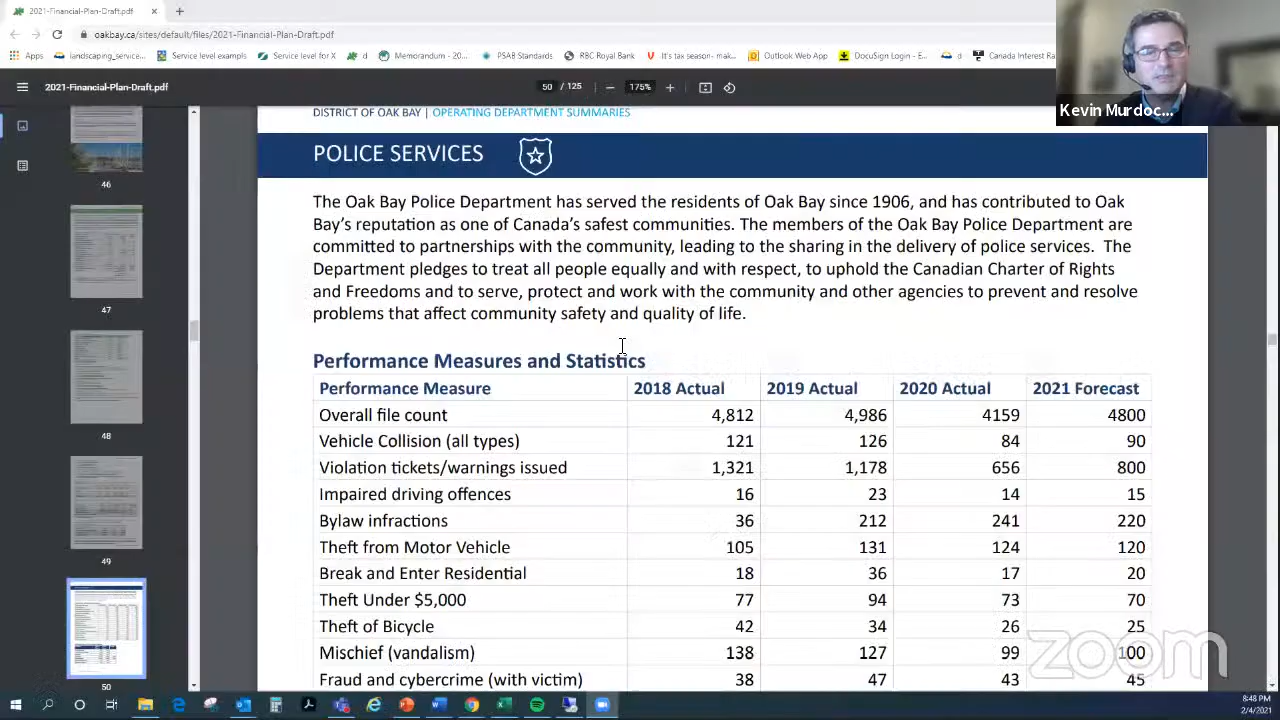 2021-Financial-Plan-Draft.pdf
oakbay.ca/sites/default/files/2021-Financial-Plan-Draft.pdf
Apps landscaping_service... Service level examples Service level for X d Memorandum - 20... PSAB Standards RBC Royal Bank It's tax season- mak... Outlook Web App DocuSign Login - E... d Canada Interest Ra
2021-Financial-Plan-Draft.pdf 50 / 125 175%
Kevin Murdoc...
46
47
48
49
50
DISTRICT OF OAK BAY | OPERATING DEPARTMENT SUMMARIES
POLICE SERVICES
The Oak Bay Police Department has served the residents of Oak Bay since 1906, and has contributed to Oak
Bay's reputation as one of Canada's safest communities. The members of the Oak Bay Police Department are
committed to partnerships with the community, leading to the sharing in the delivery of police services. The
Department pledges to treat all people equally and with respect, to uphold the Canadian Charter of Rights
and Freedoms and to serve, protect and work with the community and other agencies to prevent and resolve
problems that affect community safety and quality of life.
Performance Measures and Statistics
Performance Measure 2018 Actual 2019 Actual 2020 Actual 2021 Forecast
Overall file count 4,812 4,986 4159 4800
Vehicle Collision (all types) 121 126 84 90
Violation tickets/warnings issued 1,321 1,178 656 800
Impaired driving offences 16 23 14 15
Bylaw infractions 36 212 241 220
Theft from Motor Vehicle 105 131 124 120
Break and Enter Residential 18 36 17 20
Theft Under $5,000 77 94 73 70
Theft of Bicycle 42 34 26 25
Mischief (vandalism) 138 127 99 100
Fraud and cybercrime (with victim) 38 47 43 45
zoom
8:48 PM
2/4/2021